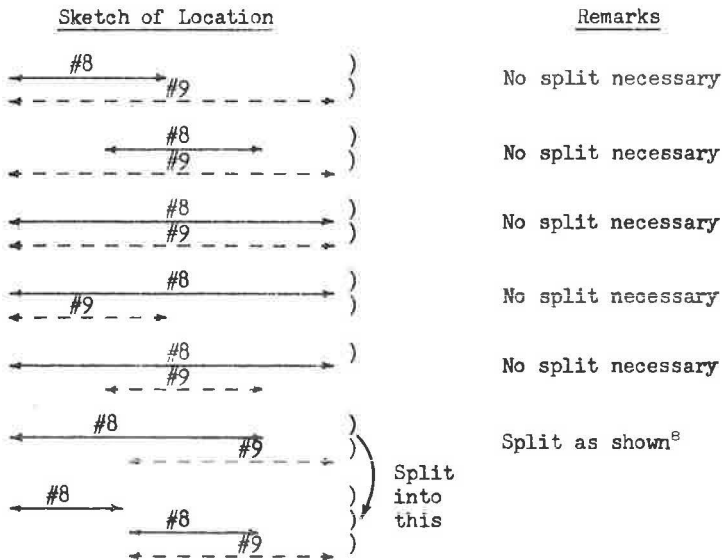 Sketch of Location Remarks
#8 )
#9 ) No split necessary
#8 )
#9 ) No split necessary
#8 )
#9 ) No split necessary
#8 )
#9 ) No split necessary
#8 )
#9 No split necessary
#8 )
#9 ) Split as shown⁸
Split
into
this
#8 )
#8 )
#9 )